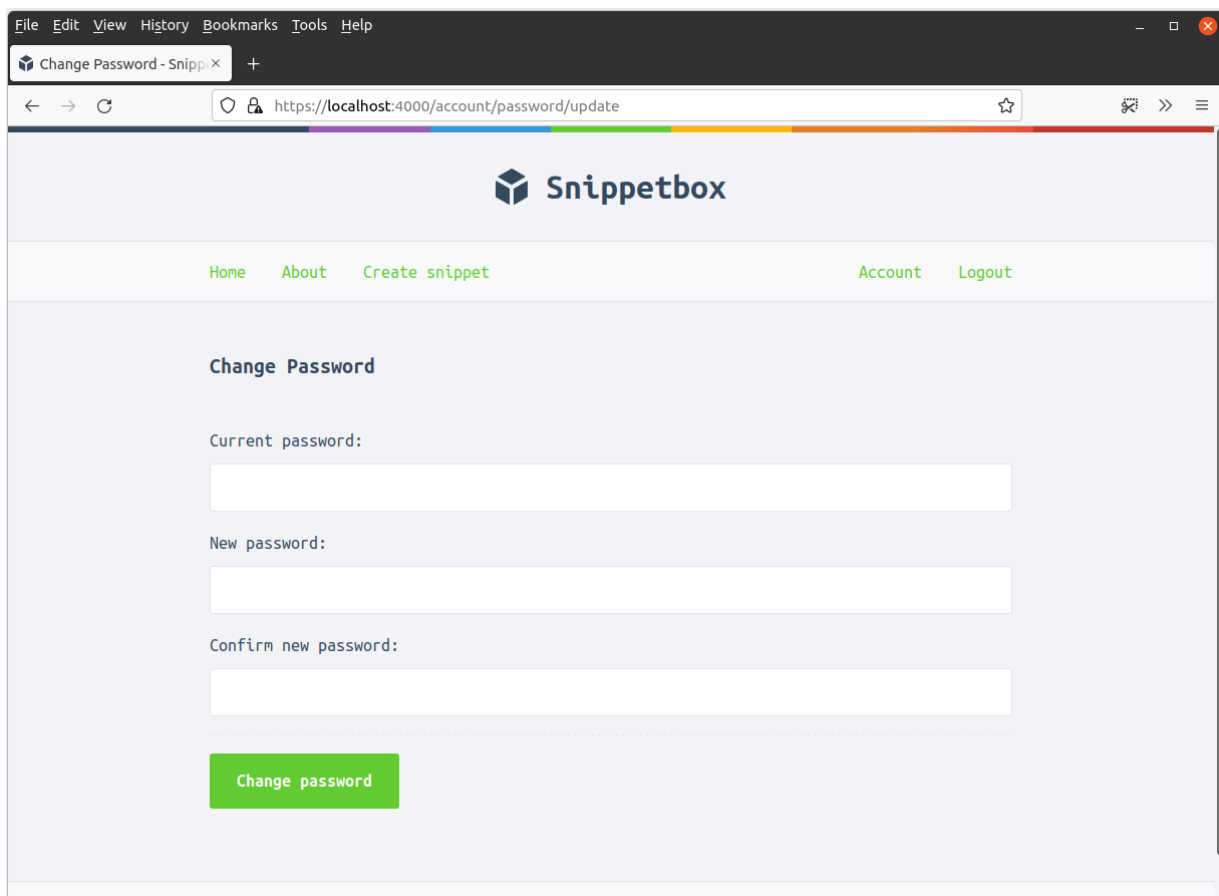 File Edit View History Bookmarks Tools Help
Change Password - Snipp
https://localhost:4000/account/password/update
Snippetbox
Home About Create snippet Account Logout
Change Password
Current password:
New password:
Confirm new password:
Change password